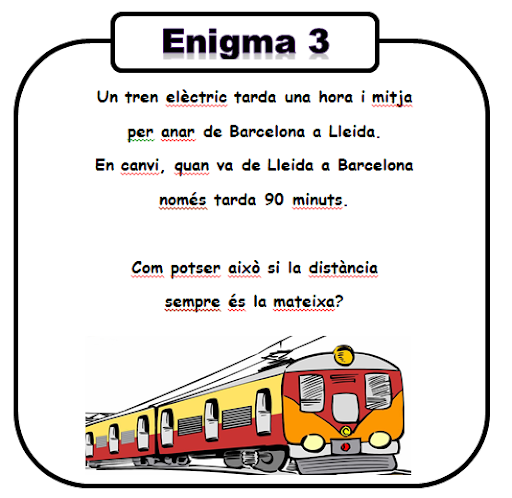 Enigma 3
Un tren elèctric tarda una hora i mitja
per anar de Barcelona a Lleida.
En canvi, quan va de Lleida a Barcelona
només tarda 90 minuts.
Com potser això si la distància
sempre és la mateixa?